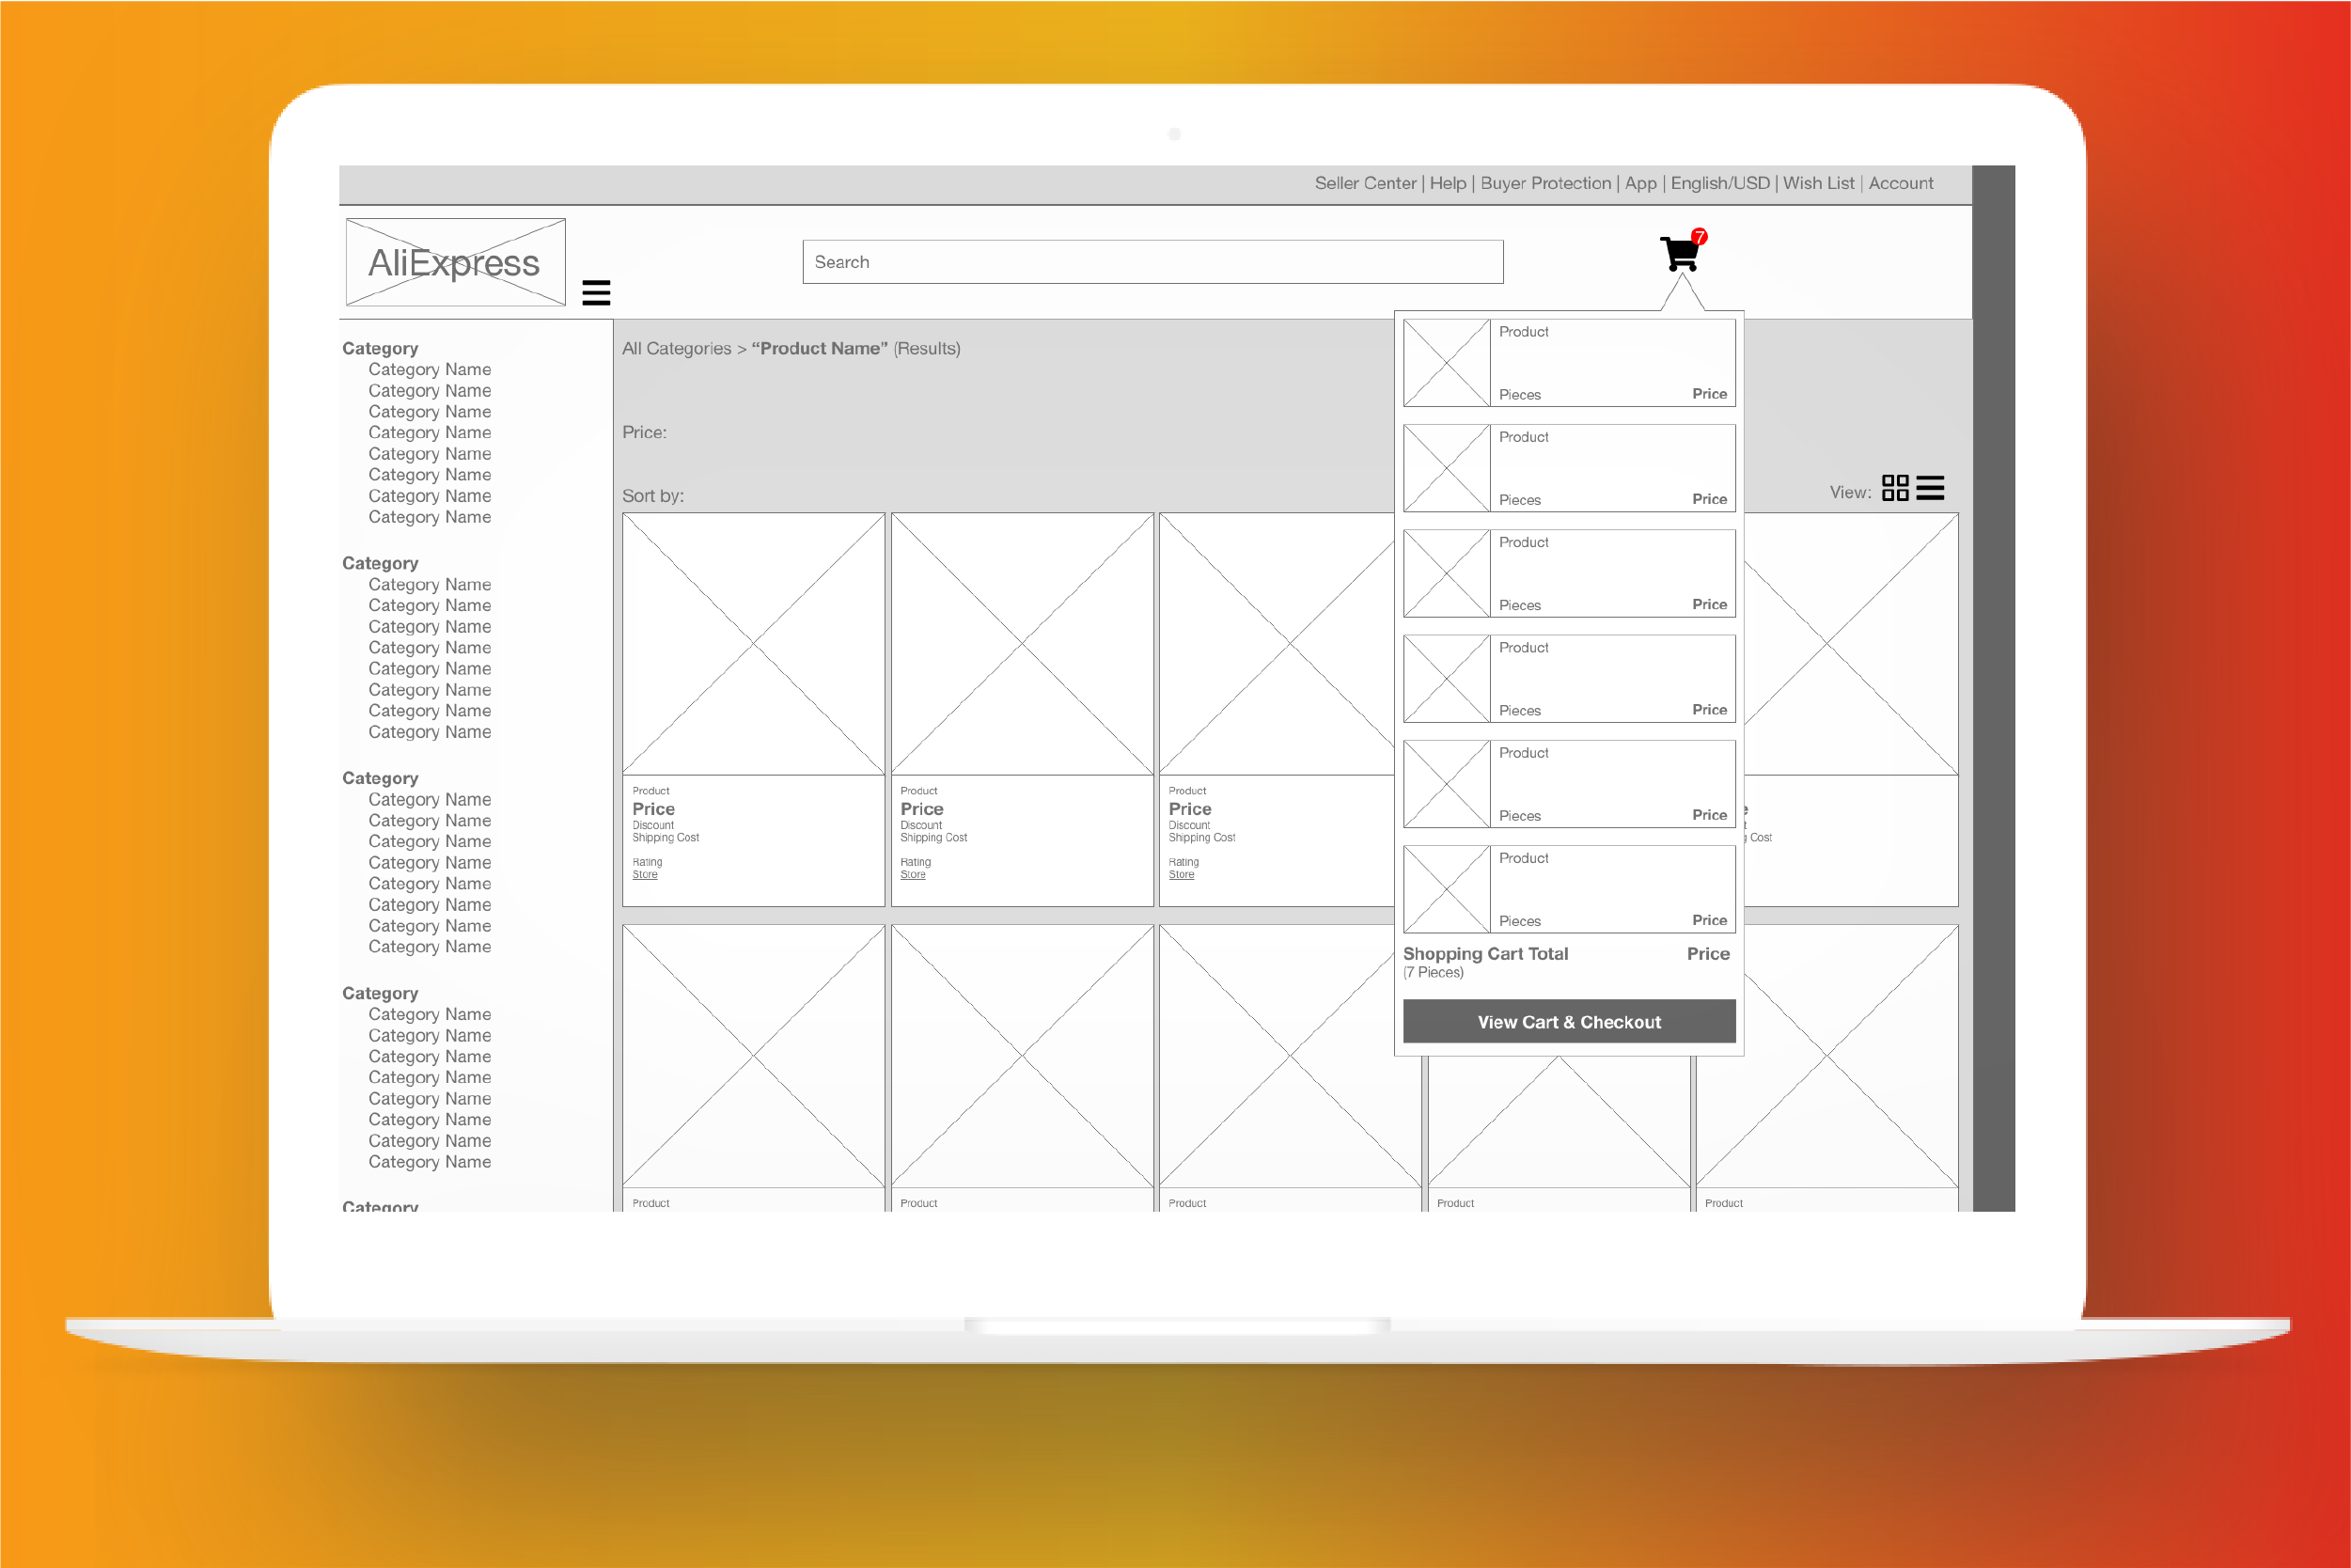 Seller Center | Help | Buyer Protection | App | English/USD | Wish List | Account
AliExpress
Search
7
Category
Category Name
Category Name
Category Name
Category Name
Category Name
Category Name
Category Name
Category Name
Category
Category Name
Category Name
Category Name
Category Name
Category Name
Category Name
Category Name
Category Name
Category
Category Name
Category Name
Category Name
Category Name
Category Name
Category Name
Category Name
Category Name
Category
Category Name
Category Name
Category Name
Category Name
Category Name
Category Name
Category Name
Category Name
Category
All Categories > “Product Name” (Results)
Price:
Sort by:
View:
Product
Price
Discount
Shipping Cost
Rating
Store
Product
Price
Discount
Shipping Cost
Rating
Store
Product
Price
Discount
Shipping Cost
Rating
Store
Cost
Product
Product
Product
Product
Product
Product
Pieces Price
Product
Pieces Price
Product
Pieces Price
Product
Pieces Price
Product
Pieces Price
Product
Pieces Price
Shopping Cart Total Price
(7 Pieces)
View Cart & Checkout